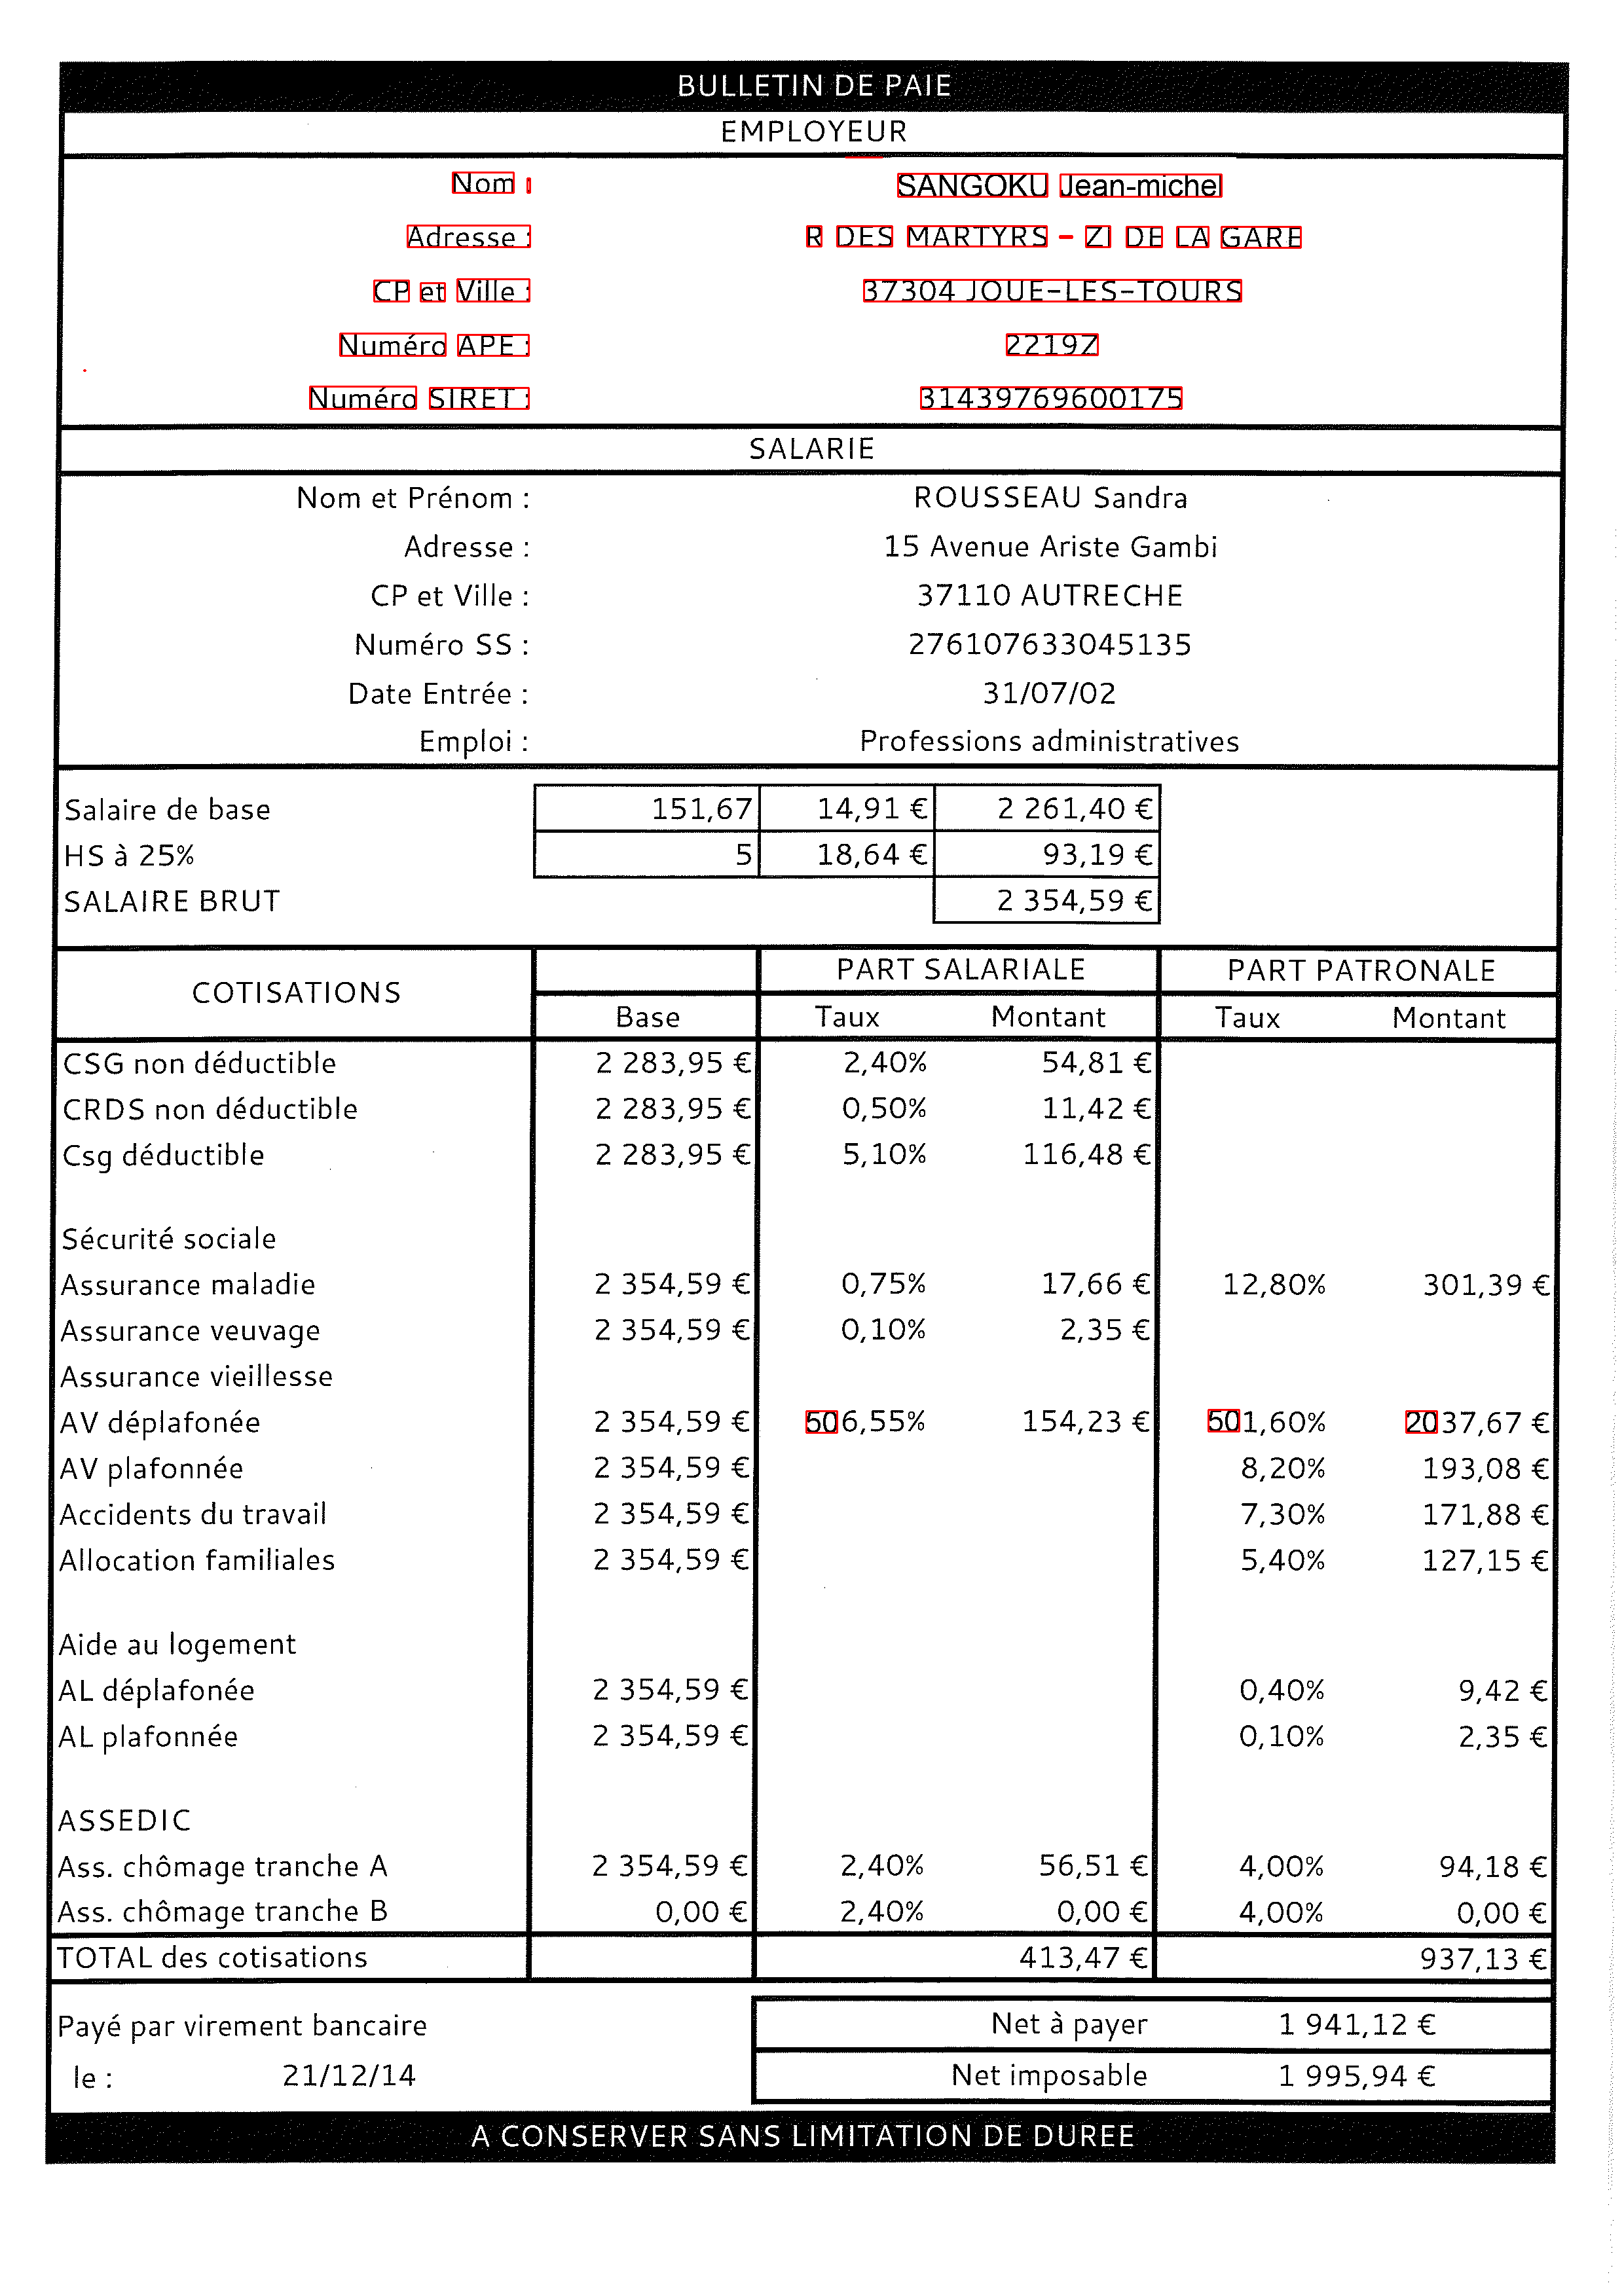 BULLETIN DE PAIE
EMPLOYEUR
Nom : SANGOKU Jean-michel
Adresse : R DES MARTYRS - ZI DE LA GARE
CP et Ville : 37304 JOUE-LES-TOURS
Numéro APE : 2219Z
Numéro SIRET : 31439769600175
SALARIE
Nom et Prénom : ROUSSEAU Sandra
Adresse : 15 Avenue Ariste Gambi
CP et Ville : 37110 AUTRECHE
Numéro SS : 276107633045135
Date Entrée : 31/07/02
Emploi : Professions administratives
Salaire de base 151,67 14,91 € 2 261,40 €
HS à 25% 5 18,64 € 93,19 €
SALAIRE BRUT 2 354,59 €
COTISATIONS PART SALARIALE PART PATRONALE
Base Taux Montant Taux Montant
CSG non déductible 2 283,95 € 2,40% 54,81 €
CRDS non déductible 2 283,95 € 0,50% 11,42 €
Csg déductible 2 283,95 € 5,10% 116,48 €
Sécurité sociale
Assurance maladie 2 354,59 € 0,75% 17,66 € 12,80% 301,39 €
Assurance veuvage 2 354,59 € 0,10% 2,35 €
Assurance vieillesse
AV déplafonée 2 354,59 € 506,55% 154,23 € 501,60% 2037,67 €
AV plafonnée 2 354,59 € 8,20% 193,08 €
Accidents du travail 2 354,59 € 7,30% 171,88 €
Allocation familiales 2 354,59 € 5,40% 127,15 €
Aide au logement
AL déplafonée 2 354,59 € 0,40% 9,42 €
AL plafonnée 2 354,59 € 0,10% 2,35 €
ASSEDIC
Ass. chômage tranche A 2 354,59 € 2,40% 56,51 € 4,00% 94,18 €
Ass. chômage tranche B 0,00 € 2,40% 0,00 € 4,00% 0,00 €
TOTAL des cotisations 413,47 € 937,13 €
Payé par virement bancaire Net à payer 1 941,12 €
le : 21/12/14 Net imposable 1 995,94 €
A CONSERVER SANS LIMITATION DE DUREE